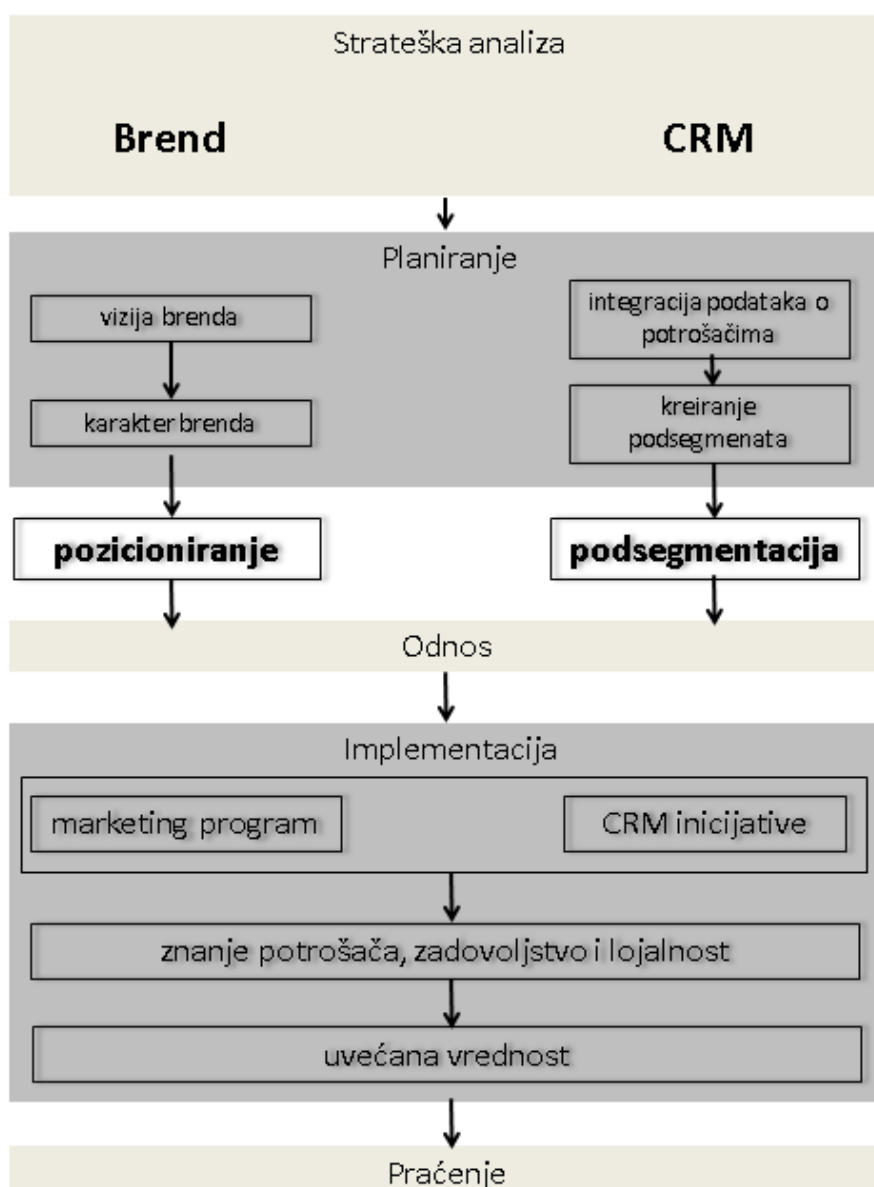 Strateška analiza
Brend
CRM
Planiranje
vizija brenda
karakter brenda
integracija podataka o
potrošačima
kreiranje
podsegmenata
pozicioniranje
podsegmentacija
Odnos
Implementacija
marketing program
CRM inicijative
znanje potrošača, zadovoljstvo i lojalnost
uvećana vrednost
Praćenje